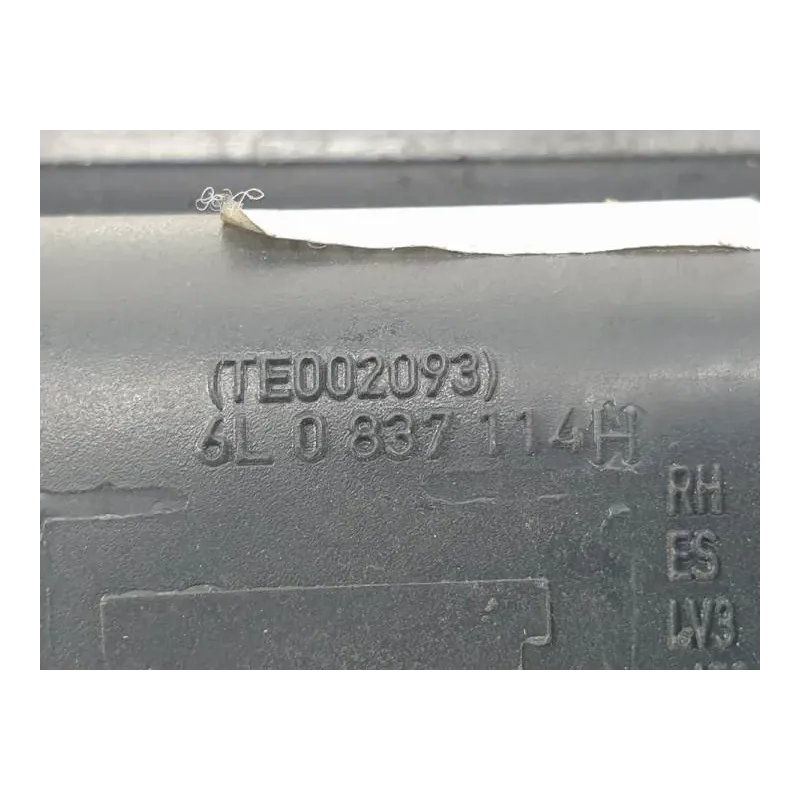 (TE002093)
6L 0 837 114H
RH
ES
LV3